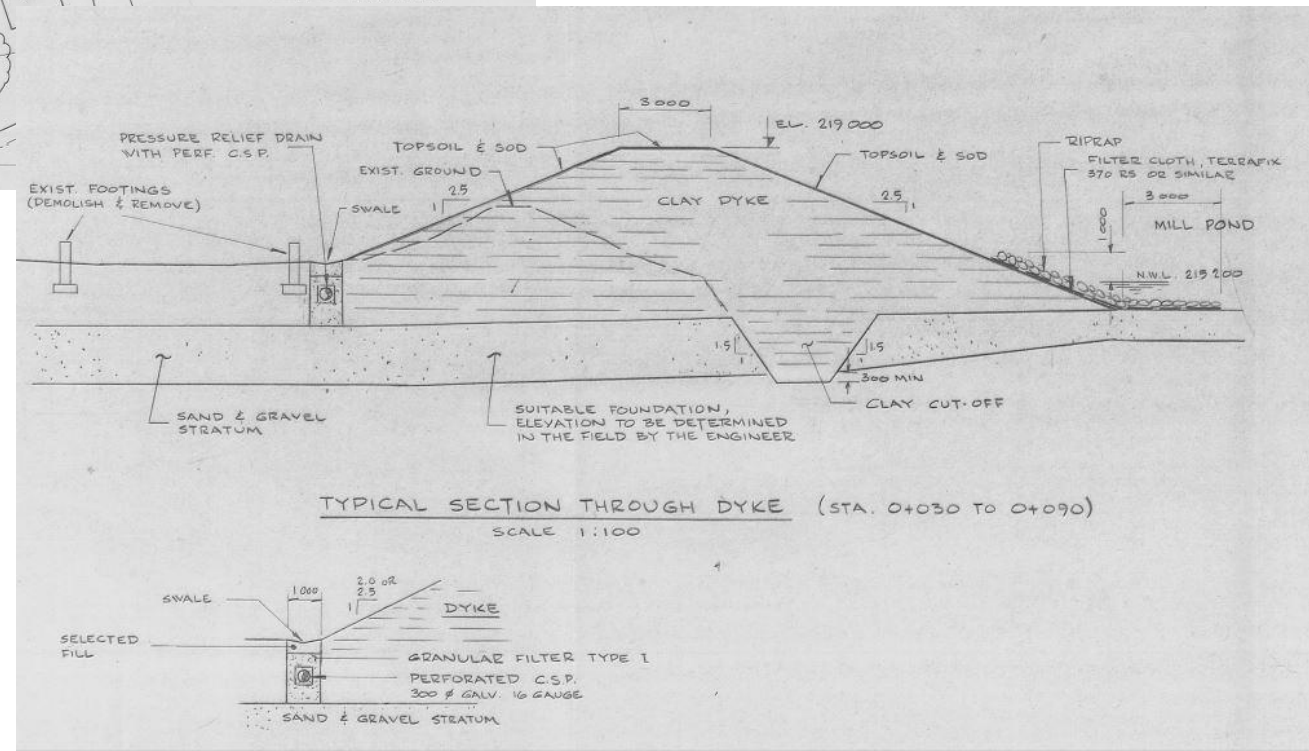 3000
EL. 219000
PRESSURE RELIEF DRAIN
WITH PERF. C.S.P.
TOPSOIL & SOD
EXIST. GROUND
EXIST. FOOTINGS
(DEMOLISH & REMOVE)
SWALE
2.5
1
CLAY DYKE
2.5
1
TOPSOIL & SOD
RIPRAP
FILTER CLOTH, TERRAFIX
370 RS OR SIMILAR
3000
MILL POND
1000
N.W.L. 215200
1.5
1
1.5
1
300 MIN
CLAY CUT-OFF
SAND & GRAVEL
STRATUM
SUITABLE FOUNDATION,
ELEVATION TO BE DETERMINED
IN THE FIELD BY THE ENGINEER
TYPICAL SECTION THROUGH DYKE (STA. 0+030 TO 0+090)
SCALE 1:100
SWALE
1000
2.0 OR
2.5
1
DYKE
SELECTED
FILL
GRANULAR FILTER TYPE I
PERFORATED C.S.P.
300 Ø GALV. 16 GAUGE
SAND & GRAVEL STRATUM